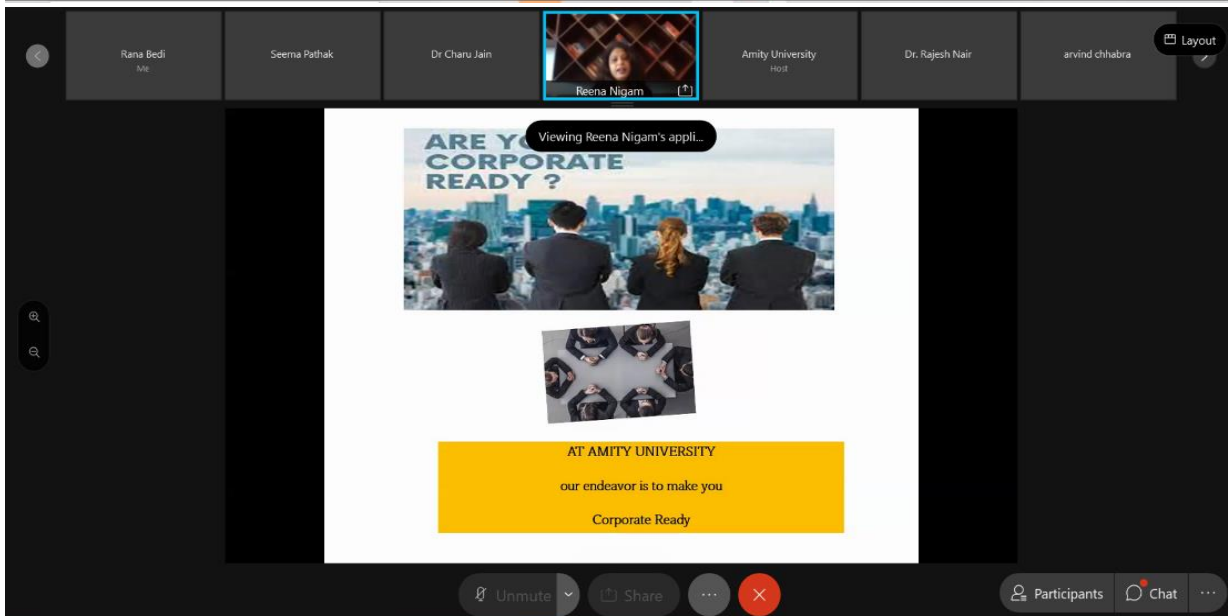 Rana Bedi
Me
Seema Pathak
Dr Charu Jain
Reena Nigam
Amity University
Host
Dr. Rajesh Nair
arvind chhabra
Layout
Viewing Reena Nigam's appli...
ARE YO
CORPORATE
READY ?
AT AMITY UNIVERSITY
our endeavor is to make you
Corporate Ready
Unmute
Share
Participants
Chat